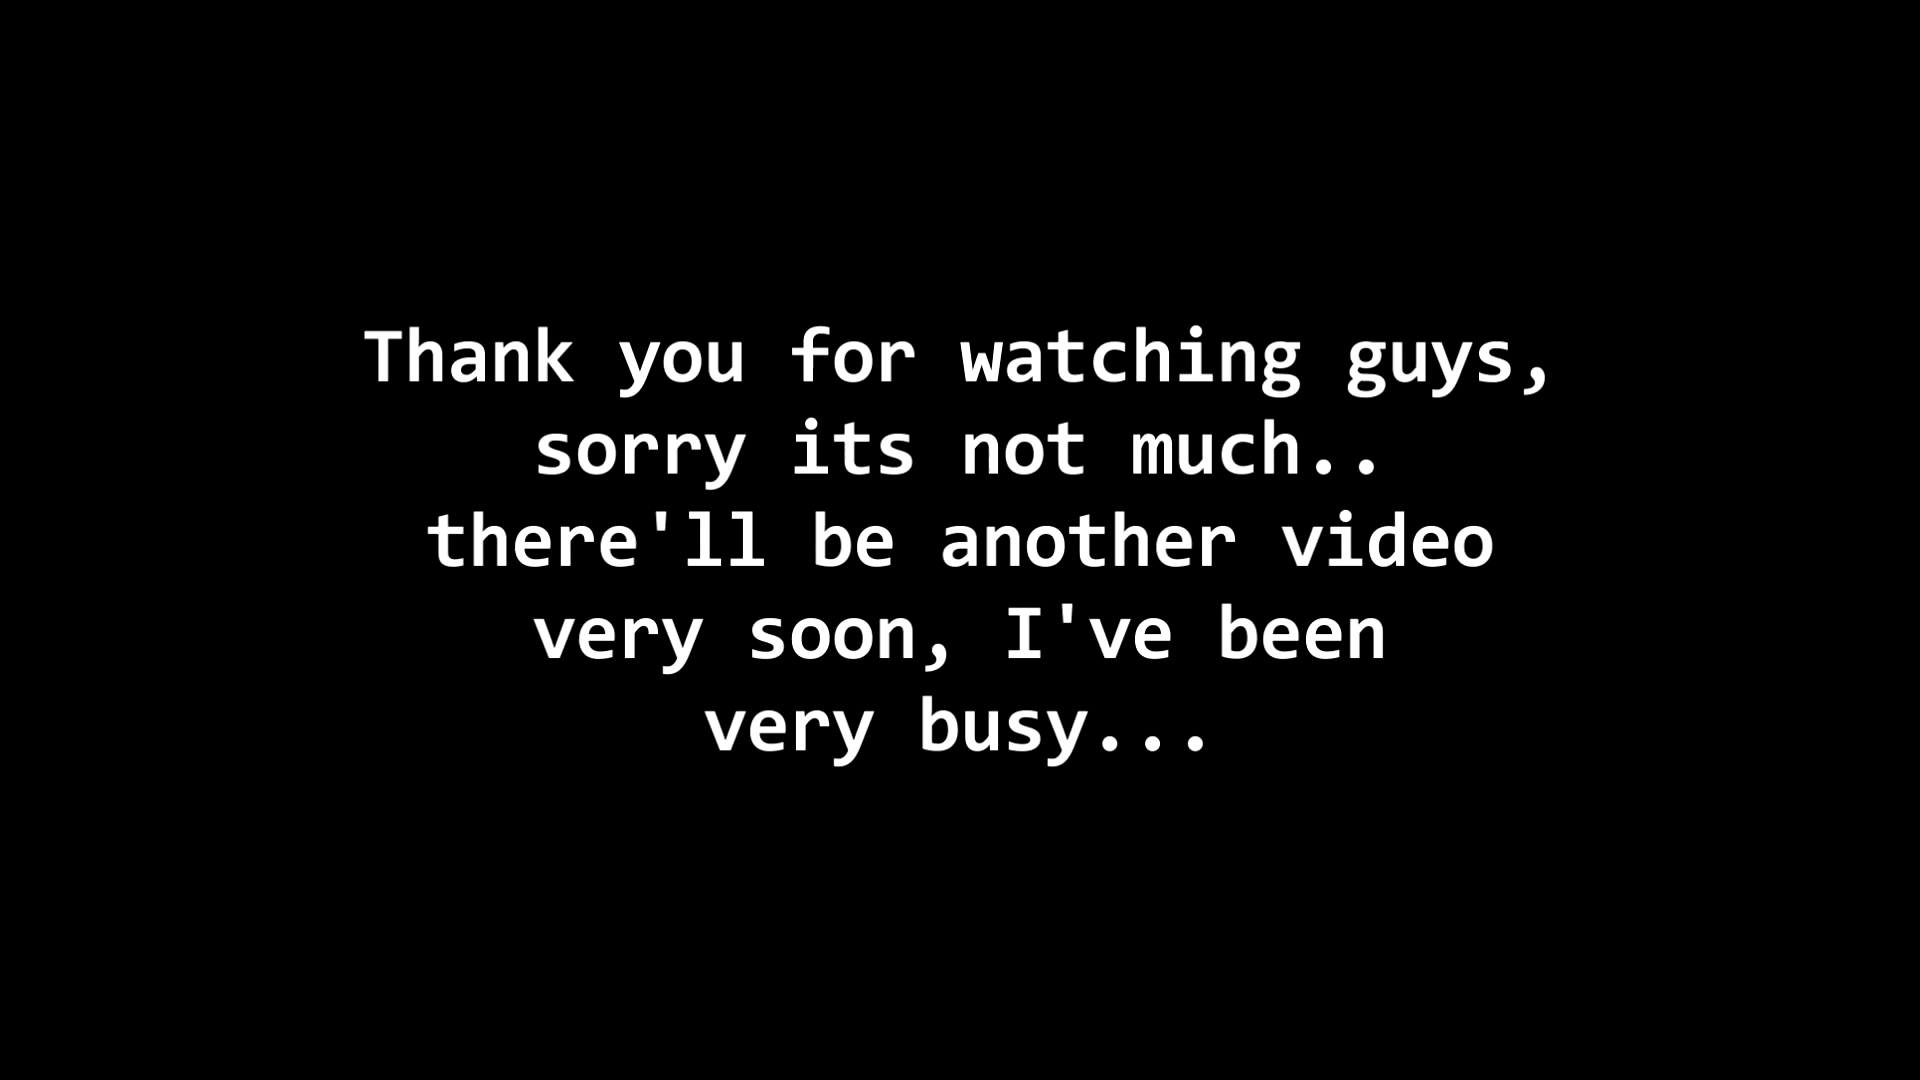 Thank you for watching guys,
sorry its not much..
there'll be another video
very soon, I've been
very busy...